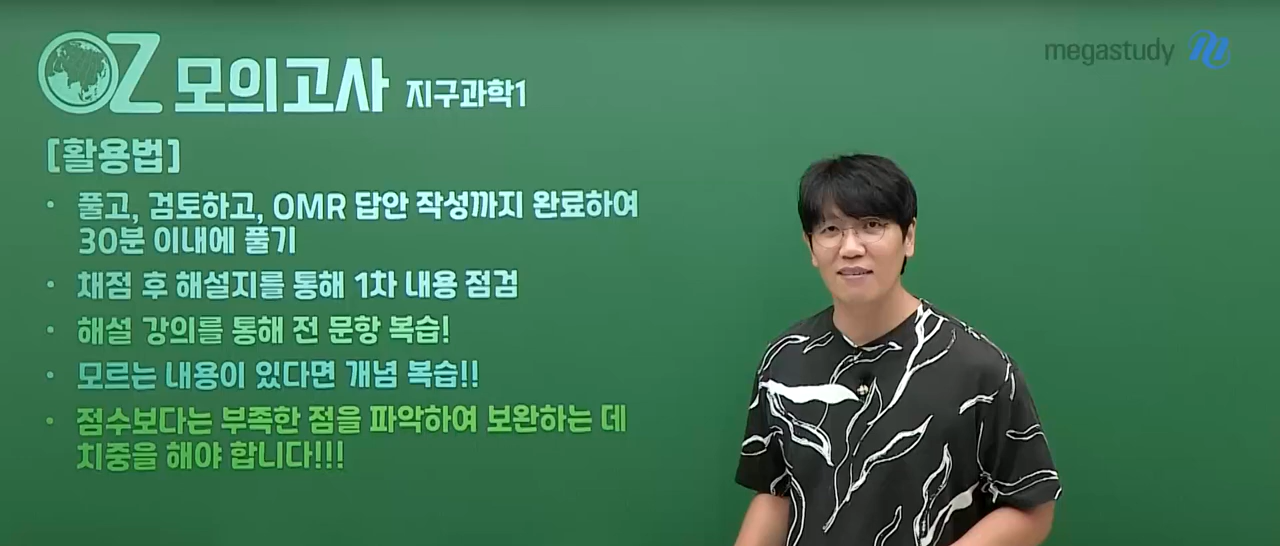 OZ 모의고사 지구과학1
megastudy
[활용법]
• 풀고, 검토하고, OMR 답안 작성까지 완료하여
30분 이내에 풀기
• 채점 후 해설지를 통해 1차 내용 점검
• 해설 강의를 통해 전 문항 복습!
• 모르는 내용이 있다면 개념 복습!!
• 점수보다는 부족한 점을 파악하여 보완하는 데
치중을 해야 합니다!!!